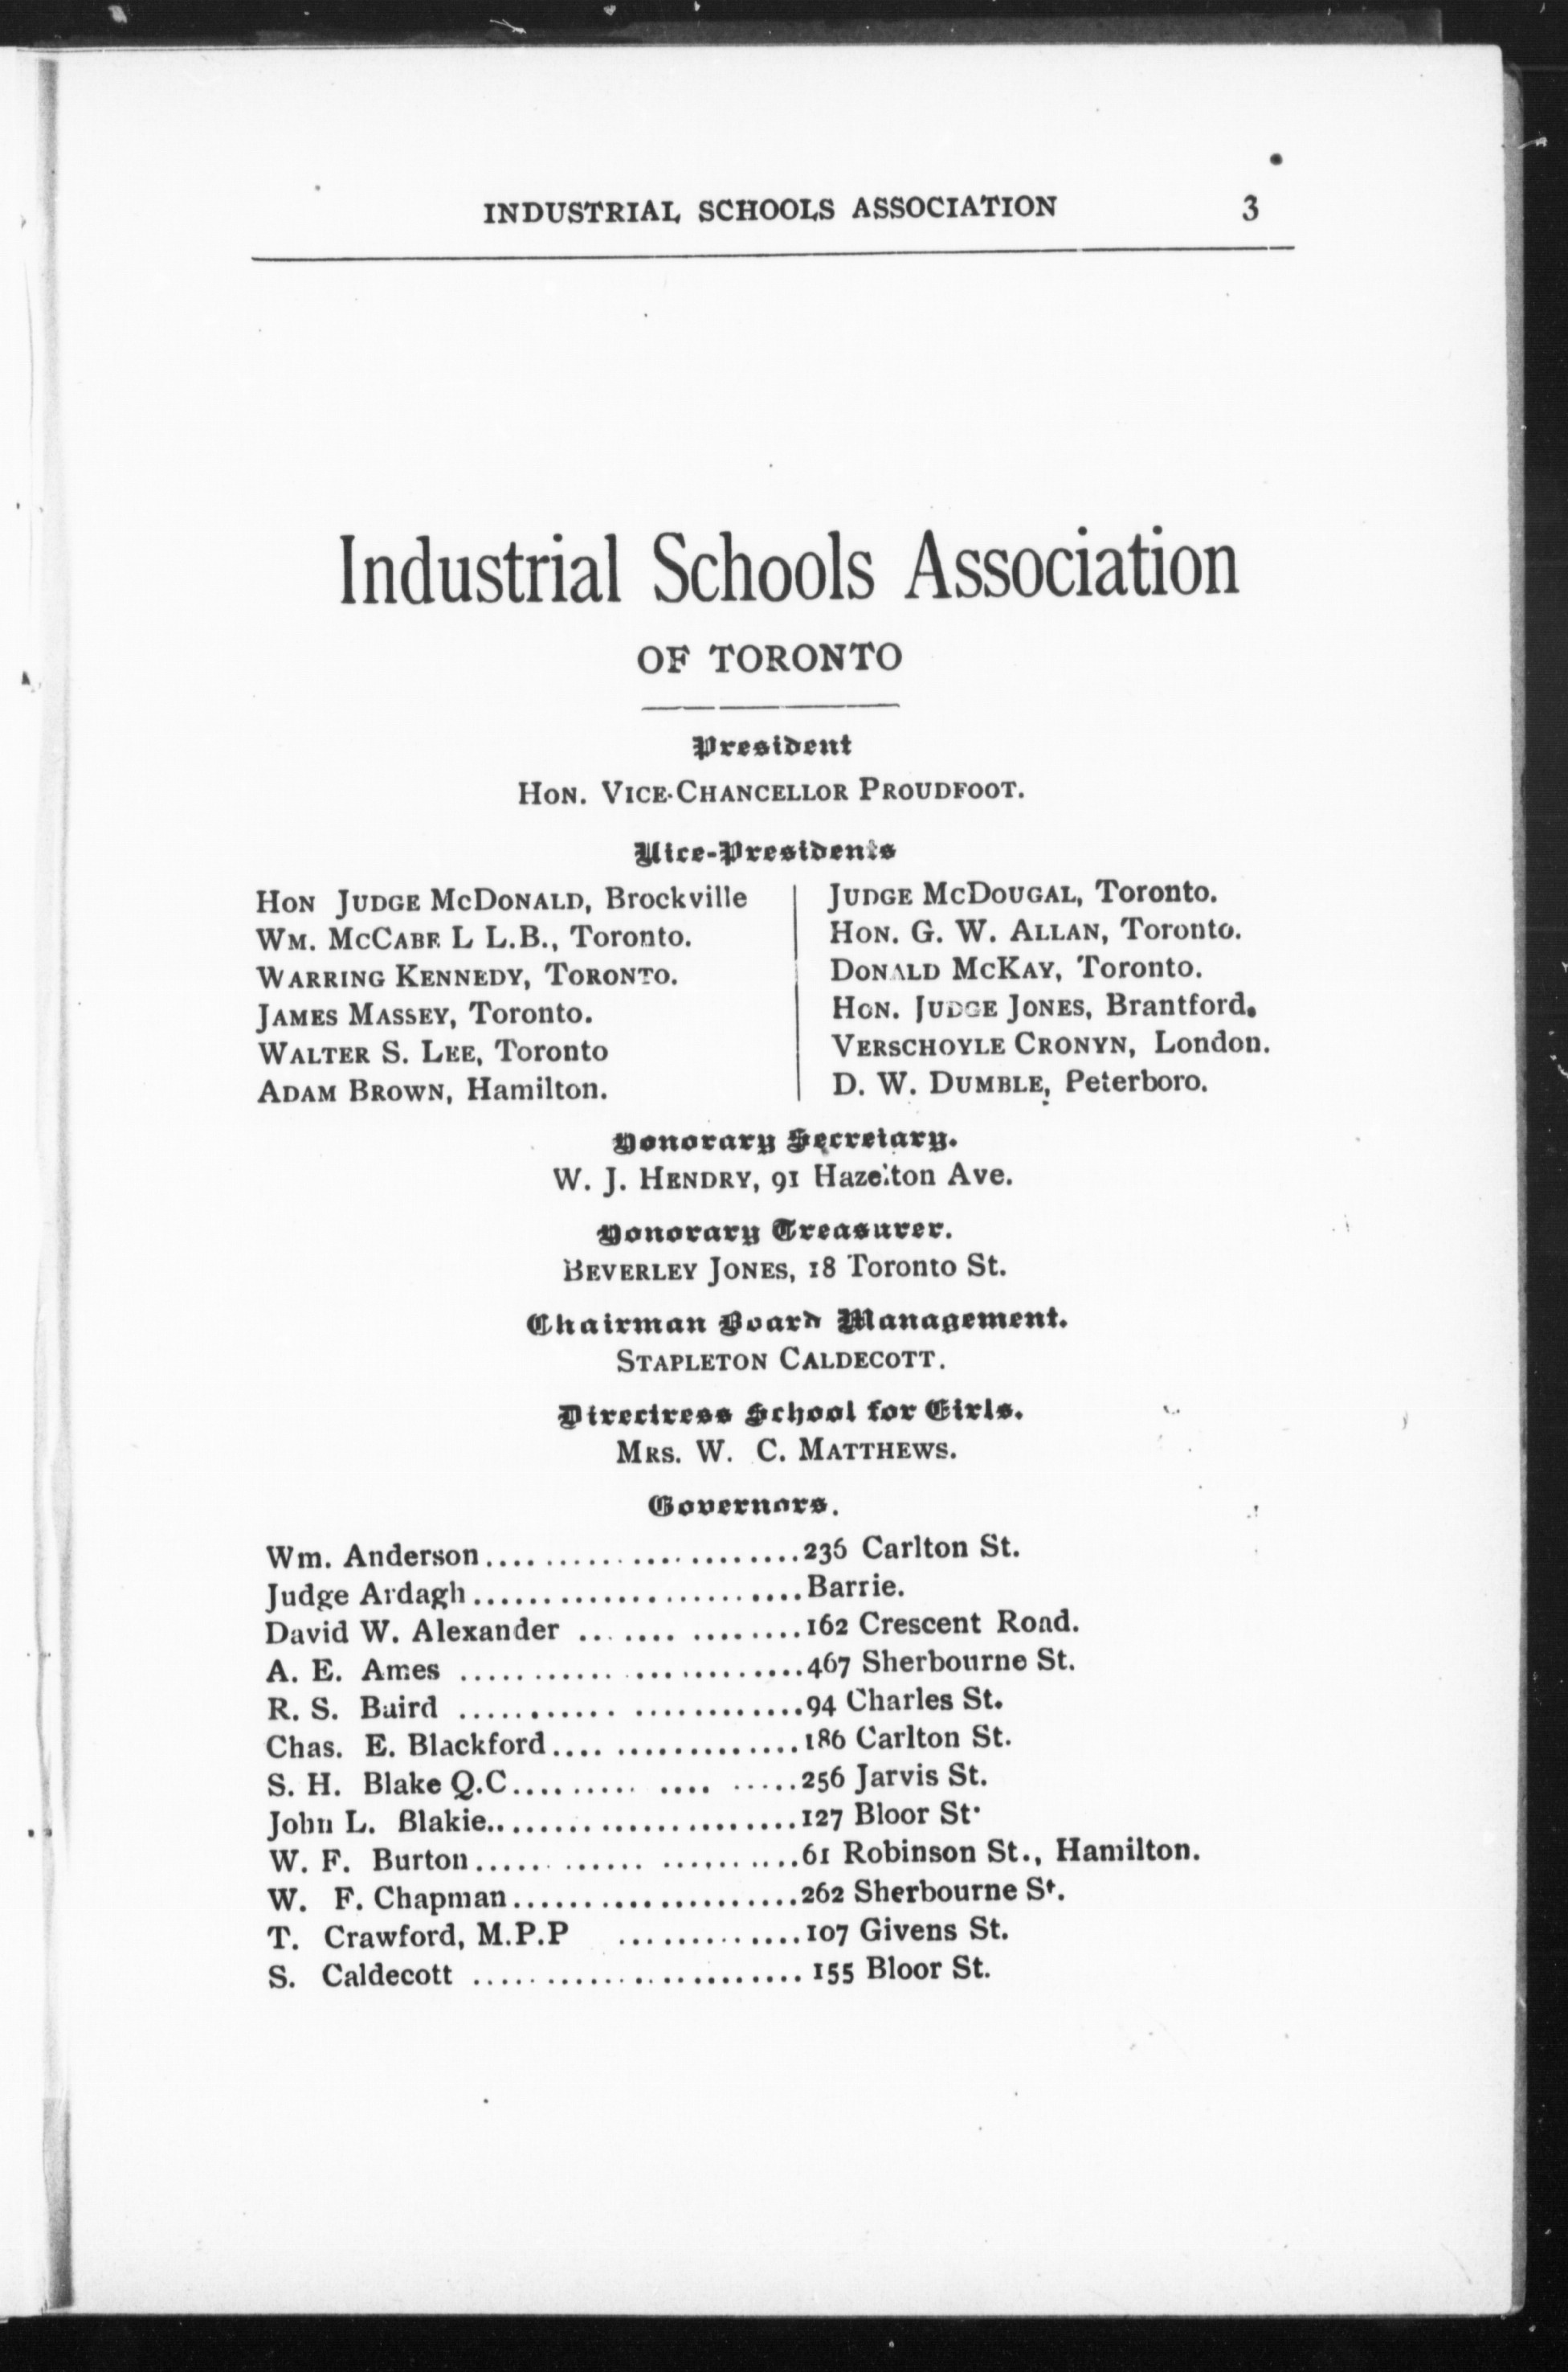 INDUSTRIAL SCHOOLS ASSOCIATION 3
Industrial Schools Association
OF TORONTO
President
HON. VICE-CHANCELLOR PROUDFOOT.
Vice-Presidents
HON JUDGE MCDONALD, Brockville
WM. MCCABE L L.B., Toronto.
WARRING KENNEDY, TORONTO.
JAMES MASSEY, Toronto.
WALTER S. LEE, Toronto
ADAM BROWN, Hamilton.
JUDGE MCDOUGAL, Toronto.
HON. G. W. ALLAN, Toronto.
DONALD MCKAY, Toronto.
HON. JUDGE JONES, Brantford.
VERSCHOYLE CRONYN, London.
D. W. DUMBLE, Peterboro.
Honorary Secretary.
W. J. HENDRY, 91 Hazelton Ave.
Honorary Treasurer.
BEVERLEY JONES, 18 Toronto St.
Chairman Board Management.
STAPLETON CALDECOTT.
Directress School for Girls.
MRS. W. C. MATTHEWS.
Governors.
Wm. Anderson........................236 Carlton St.
Judge Ardagh........................Barrie.
David W. Alexander ....... ........162 Crescent Road.
A. E. Ames ........................467 Sherbourne St.
R. S. Baird ........... ............94 Charles St.
Chas. E. Blackford.... .............186 Carlton St.
S. H. Blake Q.C......... .... .....256 Jarvis St.
John L. Blakie......................127 Bloor St.
W. F. Burton..... ...... ..........61 Robinson St., Hamilton.
W. F. Chapman....................262 Sherbourne St.
T. Crawford, M.P.P .............107 Givens St.
S. Caldecott ....................... 155 Bloor St.